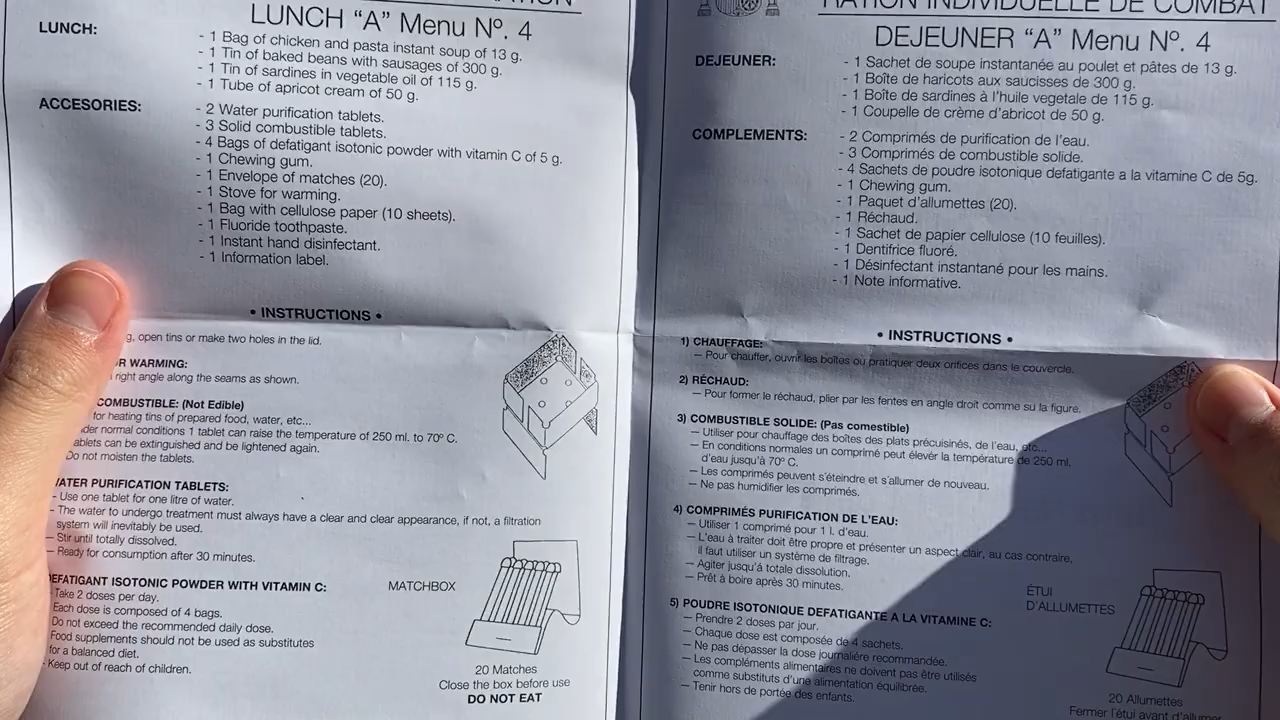 LUNCH “A” Menu Nº. 4
LUNCH:
- 1 Bag of chicken and pasta instant soup of 13 g.
- 1 Tin of baked beans with sausages of 300 g.
- 1 Tin of sardines in vegetable oil of 115 g.
- 1 Tube of apricot cream of 50 g.
ACCESORIES:
- 2 Water purification tablets.
- 3 Solid combustible tablets.
- 4 Bags of defatigant isotonic powder with vitamin C of 5 g.
- 1 Chewing gum.
- 1 Envelope of matches (20).
- 1 Stove for warming.
- 1 Bag with cellulose paper (10 sheets).
- 1 Fluoride toothpaste.
- 1 Instant hand disinfectant.
- 1 Information label.
• INSTRUCTIONS •
open tins or make two holes in the lid.
WARMING:
right angle along the seams as shown.
COMBUSTIBLE: (Not Edible)
for heating tins of prepared food, water, etc...
normal conditions 1 tablet can raise the temperature of 250 ml. to 70º C.
can be extinguished and be lightened again.
Do not moisten the tablets.
WATER PURIFICATION TABLETS:
- Use one tablet for one litre of water.
- The water to undergo treatment must always have a clear and clear appearance, if not, a filtration
system will inevitably be used.
- Stir until totally dissolved.
- Ready for consumption after 30 minutes.
DEFATIGANT ISOTONIC POWDER WITH VITAMIN C:
- Take 2 doses per day.
Each dose is composed of 4 bags.
Do not exceed the recommended daily dose.
Food supplements should not be used as substitutes
for a balanced diet.
- Keep out of reach of children.
MATCHBOX
20 Matches
Close the box before use
DO NOT EAT
RATION INDIVIDUELLE DE COMBAT
DEJEUNER “A” Menu Nº. 4
DEJEUNER:
- 1 Sachet de soupe instantanée au poulet et pâtes de 13 g.
- 1 Boîte de haricots aux saucisses de 300 g.
- 1 Boîte de sardines à l’huile vegetale de 115 g.
- 1 Coupelle de crème d’abricot de 50 g.
COMPLEMENTS:
- 2 Comprimés de purification de l’eau.
- 3 Comprimés de combustible solide.
- 4 Sachets de poudre isotonique defatigante a la vitamine C de 5g.
- 1 Chewing gum.
- 1 Paquet d’allumettes (20).
- 1 Réchaud.
- 1 Sachet de papier cellulose (10 feuilles).
- 1 Dentifrice fluoré.
- 1 Désinfectant instantané pour les mains.
- 1 Note informative.
• INSTRUCTIONS •
1) CHAUFFAGE:
– Pour chauffer, ouvrir les boîtes ou pratiquer deux orifices dans le couvercle.
2) RÉCHAUD:
– Pour former le réchaud, plier par les fentes en angle droit comme su la figure.
3) COMBUSTIBLE SOLIDE: (Pas comestible)
– Utiliser pour chauffage des boîtes des plats précuisinés, de l’eau, etc...
– En conditions normales un comprimé peut élevér la température de 250 ml.
d’eau jusqu’à 70º C.
– Les comprimés peuvent s’éteindre et s’allumer de nouveau.
– Ne pas humidifier les comprimés.
4) COMPRIMÉS PURIFICATION DE L’EAU:
– Utiliser 1 comprimé pour 1 l. d’eau.
– L’eau à traiter doit être propre et présenter un aspect clair, au cas contraire,
il faut utiliser un système de filtrage.
– Agiter jusqu’á totale dissolution.
– Prêt à boire après 30 minutes.
5) POUDRE ISOTONIQUE DEFATIGANTE A LA VITAMINE C:
– Prendre 2 doses par jour.
– Chaque dose est composée de 4 sachets.
– Ne pas dépasser la dose journalière recommandée.
– Les compléments alimentaires ne doivent pas être utilisés
comme substituts d’une alimentation équilibrée.
– Tenir hors de portée des enfants.
ÉTUI
D’ALLUMETTES
20 Allumettes
Fermer l’étui avant d’allumer